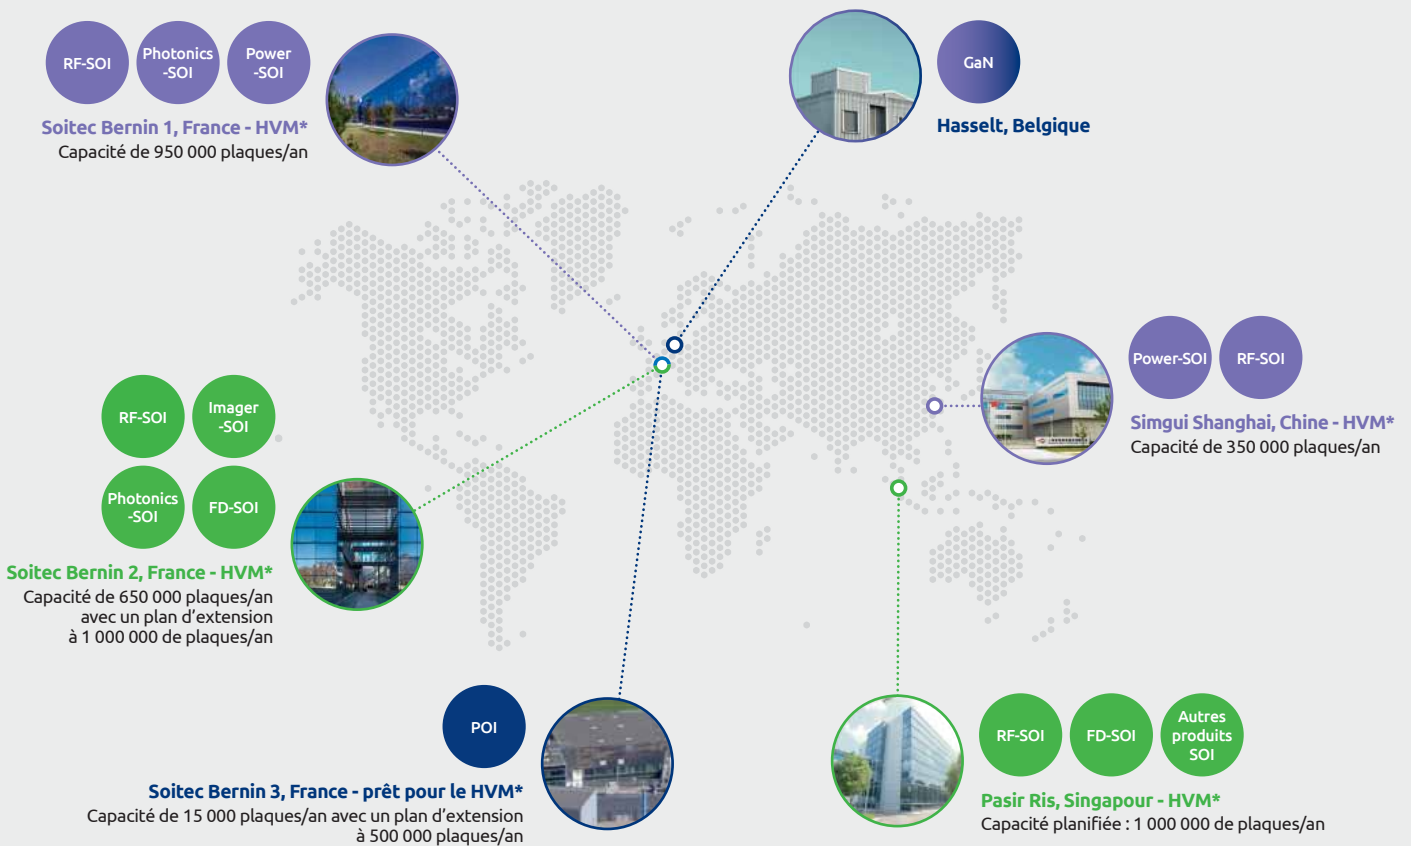 RF-SOI
Photonics
-SOI
Power
-SOI
Soitec Bernin 1, France - HVM*
Capacité de 950 000 plaques/an
GaN
Hasselt, Belgique
Power-SOI
RF-SOI
Simgui Shanghai, Chine - HVM*
Capacité de 350 000 plaques/an
RF-SOI
Imager
-SOI
Photonics
-SOI
FD-SOI
Soitec Bernin 2, France - HVM*
Capacité de 650 000 plaques/an
avec un plan d’extension
à 1 000 000 de plaques/an
POI
Soitec Bernin 3, France - prêt pour le HVM*
Capacité de 15 000 plaques/an avec un plan d’extension
à 500 000 plaques/an
RF-SOI
FD-SOI
Autres
produits
SOI
Pasir Ris, Singapour - HVM*
Capacité planifiée : 1 000 000 de plaques/an